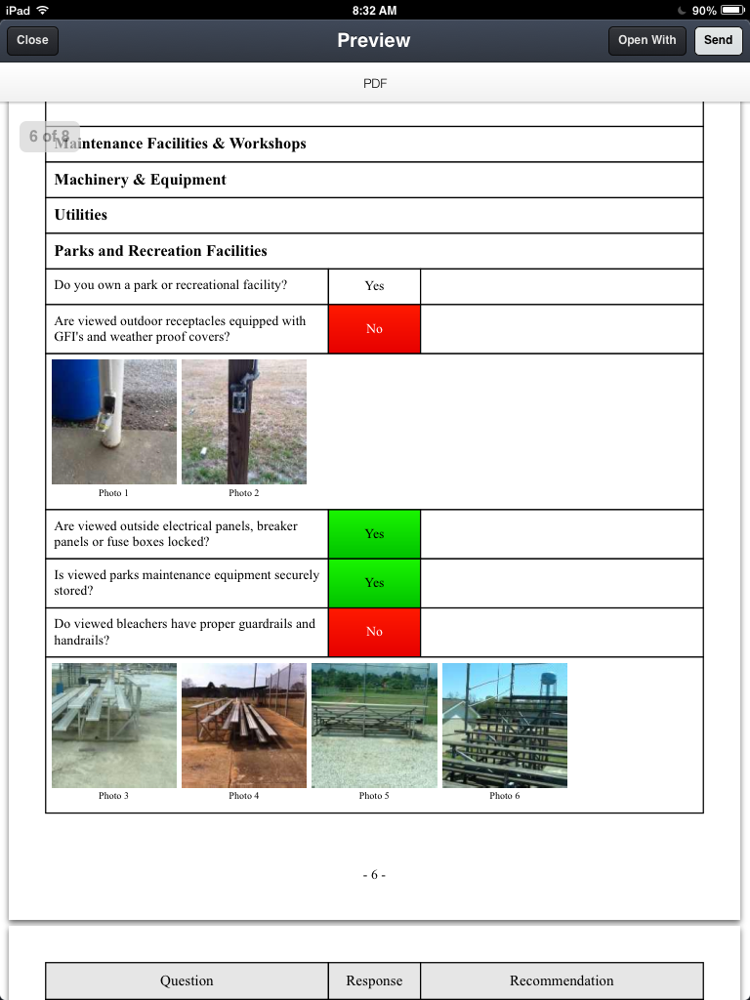 iPad 8:32 AM 90%
Close Preview Open With Send
PDF
6 of 8
Maintenance Facilities & Workshops
Machinery & Equipment
Utilities
Parks and Recreation Facilities
Do you own a park or recreational facility? Yes
Are viewed outdoor receptacles equipped with
GFI's and weather proof covers? No
Photo 1 Photo 2
Are viewed outside electrical panels, breaker
panels or fuse boxes locked? Yes
Is viewed parks maintenance equipment securely
stored? Yes
Do viewed bleachers have proper guardrails and
handrails? No
Photo 3 Photo 4 Photo 5 Photo 6
- 6 -
Question Response Recommendation